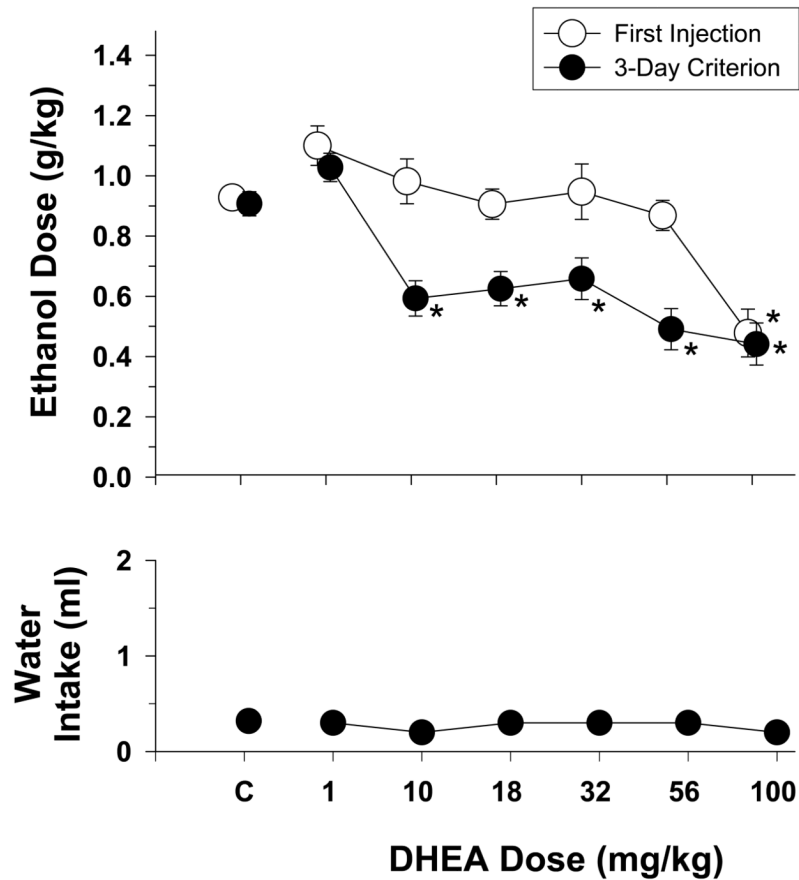 First Injection
3-Day Criterion
Ethanol Dose (g/kg)
1.4
1.2
1.0
0.8
0.6
0.4
0.2
0.0
*
*
*
*
*
*
Water
Intake (ml)
2
1
0
C 1 10 18 32 56 100
DHEA Dose (mg/kg)